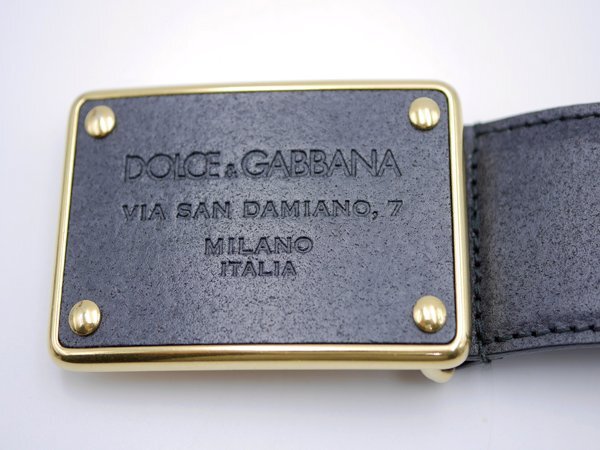 DOLCE & GABBANA
VIA SAN DAMIANO, 7
MILANO
ITALIA